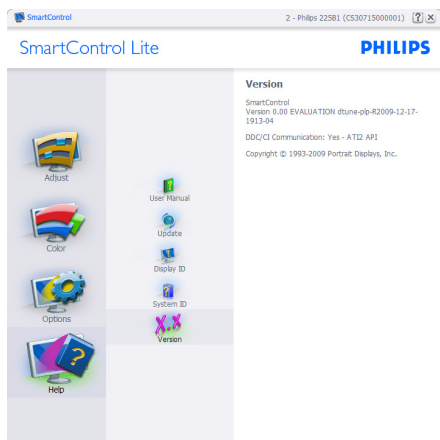 SmartControl
2 - Philips 225B1 (CS30715000001)
SmartControl Lite
PHILIPS
Adjust
Color
Options
Help
User Manual
Update
Display ID
System ID
X.X
Version
Version
SmartControl
Version 0.00 EVALUATION dtune-plp-R2009-12-17-
1913-04
DDC/CI Communication: Yes - ATI2 API
Copyright © 1993-2009 Portrait Displays, Inc.